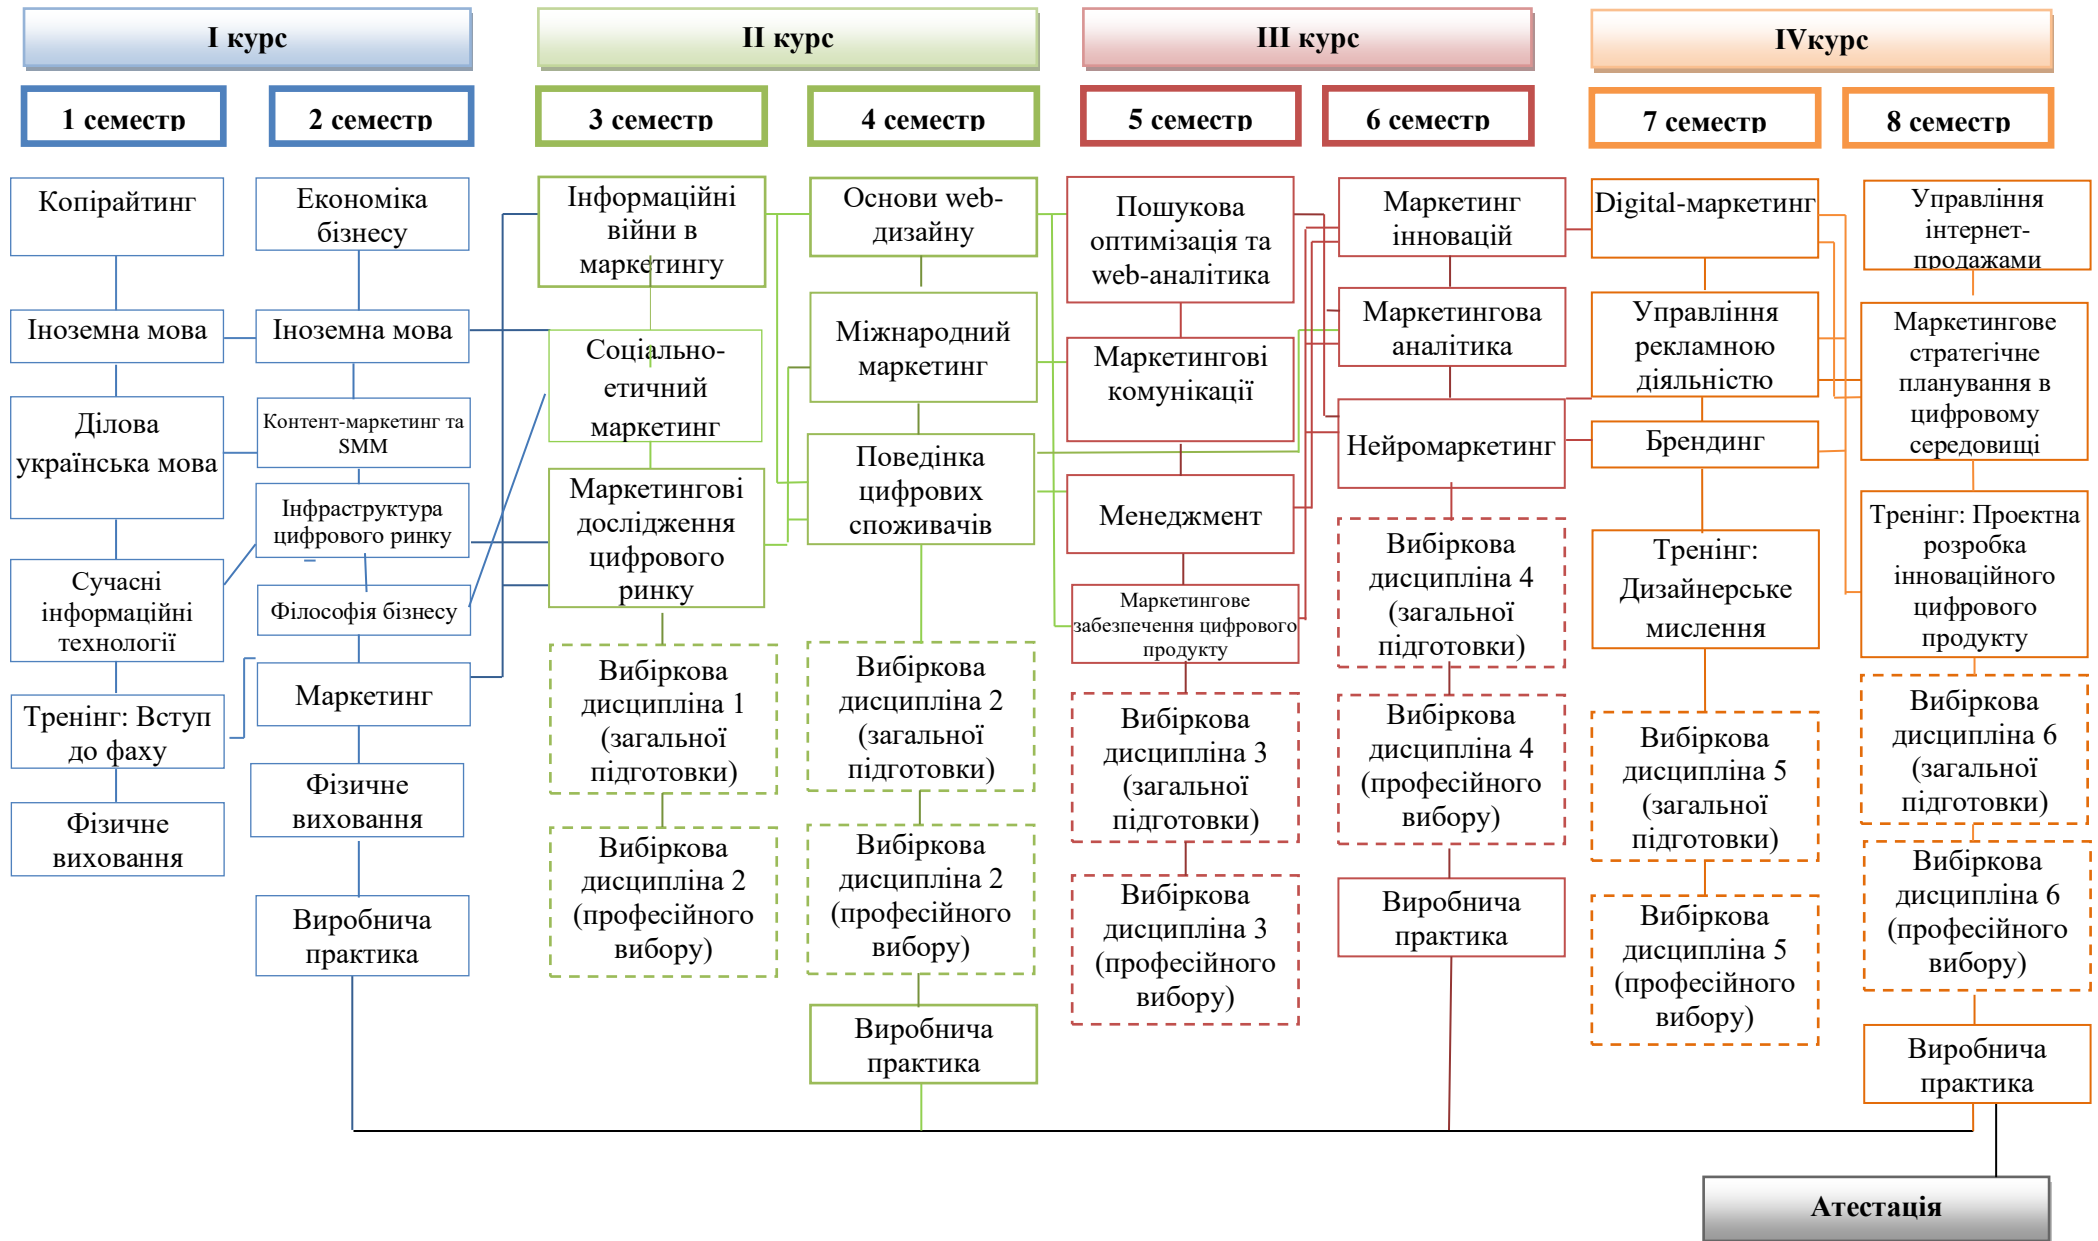 I курс
II курс
III курс
IVкурс
1 семестр
2 семестр
3 семестр
4 семестр
5 семестр
6 семестр
7 семестр
8 семестр
Копірайтинг
Іноземна мова
Ділова
українська мова
Сучасні
інформаційні
технології
Тренінг: Вступ
до фаху
Фізичне
виховання
Економіка
бізнесу
Іноземна мова
Контент-маркетинг та
SMM
Інфраструктура
цифрового ринку
Філософія бізнесу
Маркетинг
Фізичне
виховання
Виробнича
практика
Інформаційні
війни в
маркетингу
Соціально-
етичний
маркетинг
Маркетингові
дослідження
цифрового
ринку
Вибіркова
дисципліна 1
(загальної
підготовки)
Вибіркова
дисципліна 2
(професійного
вибору)
Основи web-
дизайну
Міжнародний
маркетинг
Поведінка
цифрових
споживачів
Вибіркова
дисципліна 2
(загальної
підготовки)
Вибіркова
дисципліна 2
(професійного
вибору)
Виробнича
практика
Пошукова
оптимізація та
web-аналітика
Маркетингові
комунікації
Менеджмент
Маркетингове
забезпечення цифрового
продукту
Вибіркова
дисципліна 3
(загальної
підготовки)
Вибіркова
дисципліна 3
(професійного
вибору)
Маркетинг
інновацій
Маркетингова
аналітика
Нейромаркетинг
Вибіркова
дисципліна 4
(загальної
підготовки)
Вибіркова
дисципліна 4
(професійного
вибору)
Виробнича
практика
Digital-маркетинг
Управління
рекламною
діяльністю
Брендинг
Тренінг:
Дизайнерське
мислення
Вибіркова
дисципліна 5
(загальної
підготовки)
Вибіркова
дисципліна 5
(професійного
вибору)
Управління
інтернет-
продажами
Маркетингове
стратегічне
планування в
цифровому
середовищі
Тренінг: Проектна
розробка
інноваційного
цифрового
продукту
Вибіркова
дисципліна 6
(загальної
підготовки)
Вибіркова
дисципліна 6
(професійного
вибору)
Виробнича
практика
Атестація